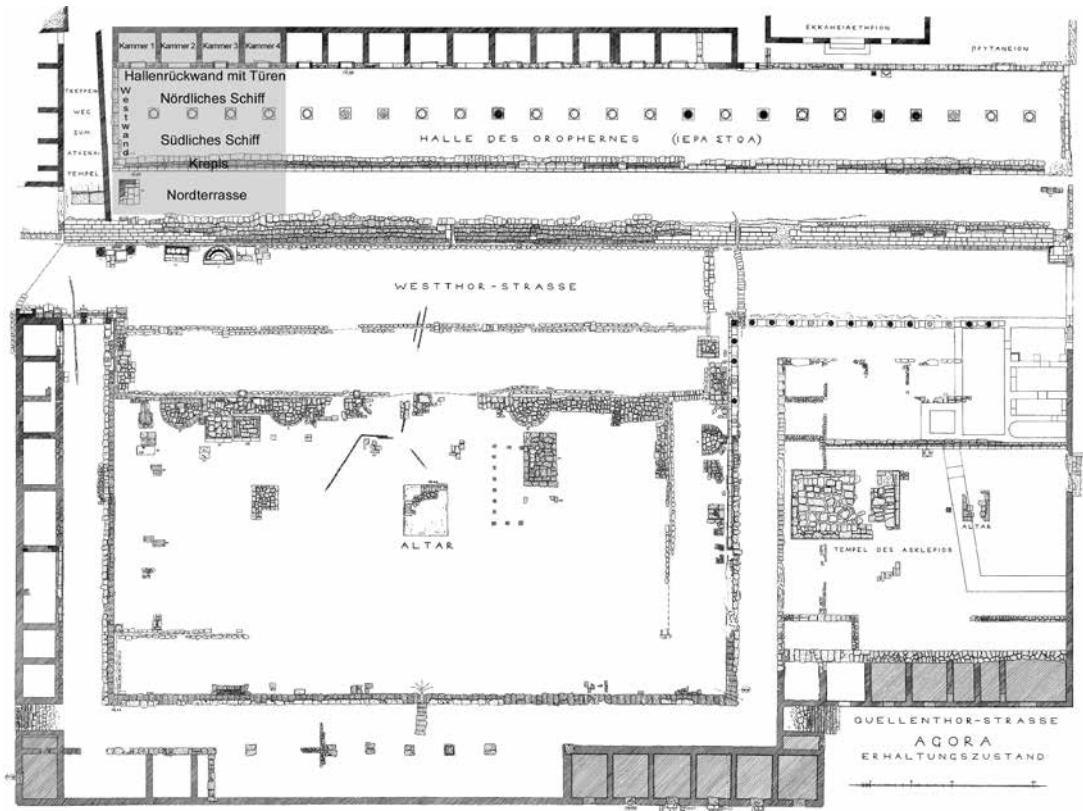 ΕΚΚΛΗΣΙΑΣΤΗΡΙΟΝ
ΠΡΥΤΑΝΕΙΟΝ
Kammer 1 Kammer 2 Kammer 3 Kammer 4
Hallenrückwand mit Türen
Westwand
Nördliches Schiff
Südliches Schiff
Krepis
Nordterrasse
TREPPEN-
WEG
ZUM
ATHENA-
TEMPEL
HALLE DES OROPHERNES (ΙΕΡΑ ΣΤΟΑ)
WESTTHOR-STRASSE
ALTAR
ALTAR
TEMPEL DES ASKLEPIOS
QUELLENTHOR-STRASSE
AGORA
ERHALTUNGSZUSTAND